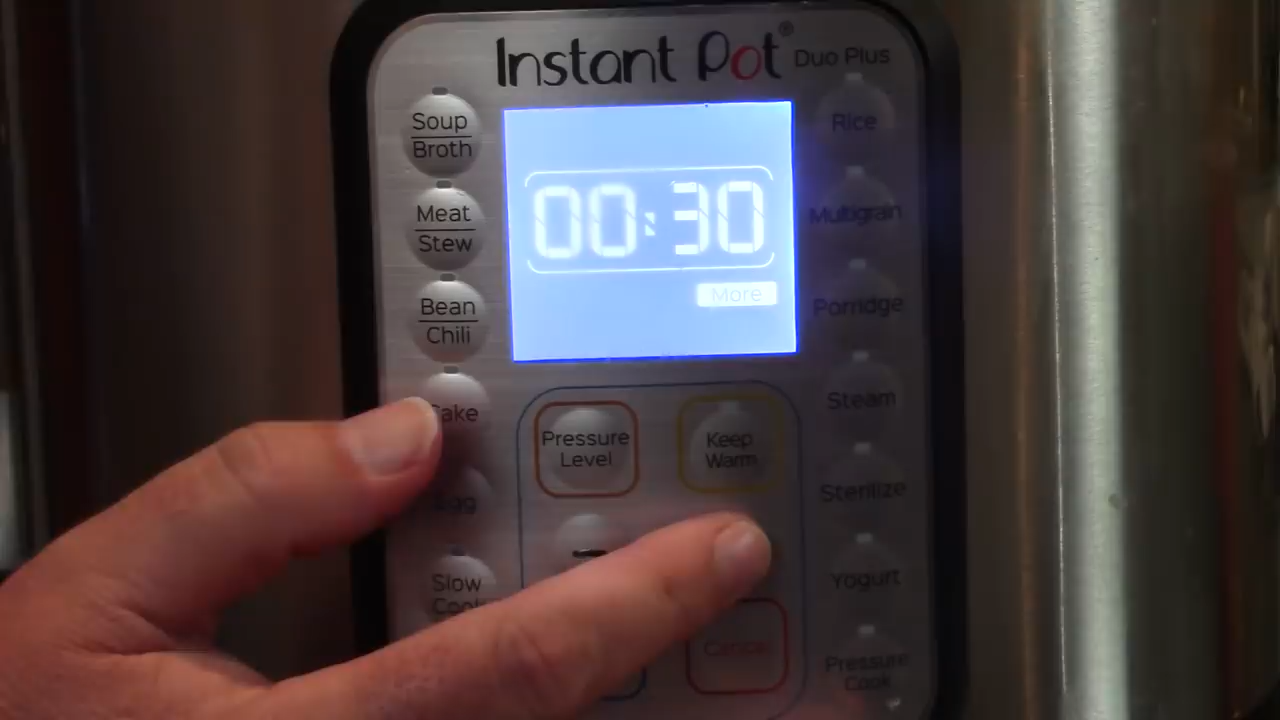 Instant Pot® Duo Plus
Soup
Broth
Meat
Stew
Bean
Chili
00:30
More
Rice
Multigrain
Porridge
Steam
Sterilize
Yogurt
Pressure
Cook
Pressure
Level
Keep
Warm
-
Slow
Cancel